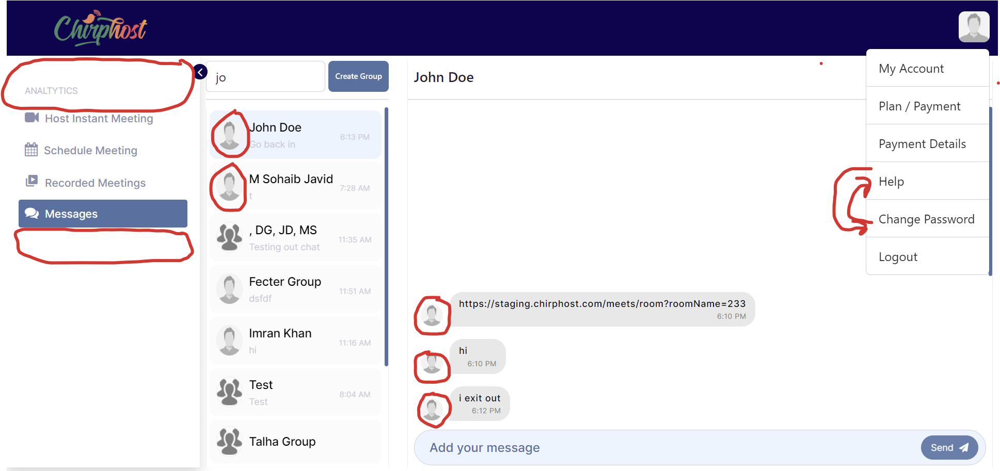 Chirphost
ANALTYTICS
Host Instant Meeting
Schedule Meeting
Recorded Meetings
Messages
jo
Create Group
John Doe
Go back in
6:13 PM
M Sohaib Javid
t
7:28 AM
, DG, JD, MS
Testing out chat
11:35 AM
Fecter Group
dsfdf
11:51 AM
Imran Khan
hi
11:16 AM
Test
Test
8:04 AM
Talha Group
John Doe
https://staging.chirphost.com/meets/room?roomName=233
6:10 PM
hi
6:10 PM
i exit out
6:12 PM
Add your message
Send
My Account
Plan / Payment
Payment Details
Help
Change Password
Logout